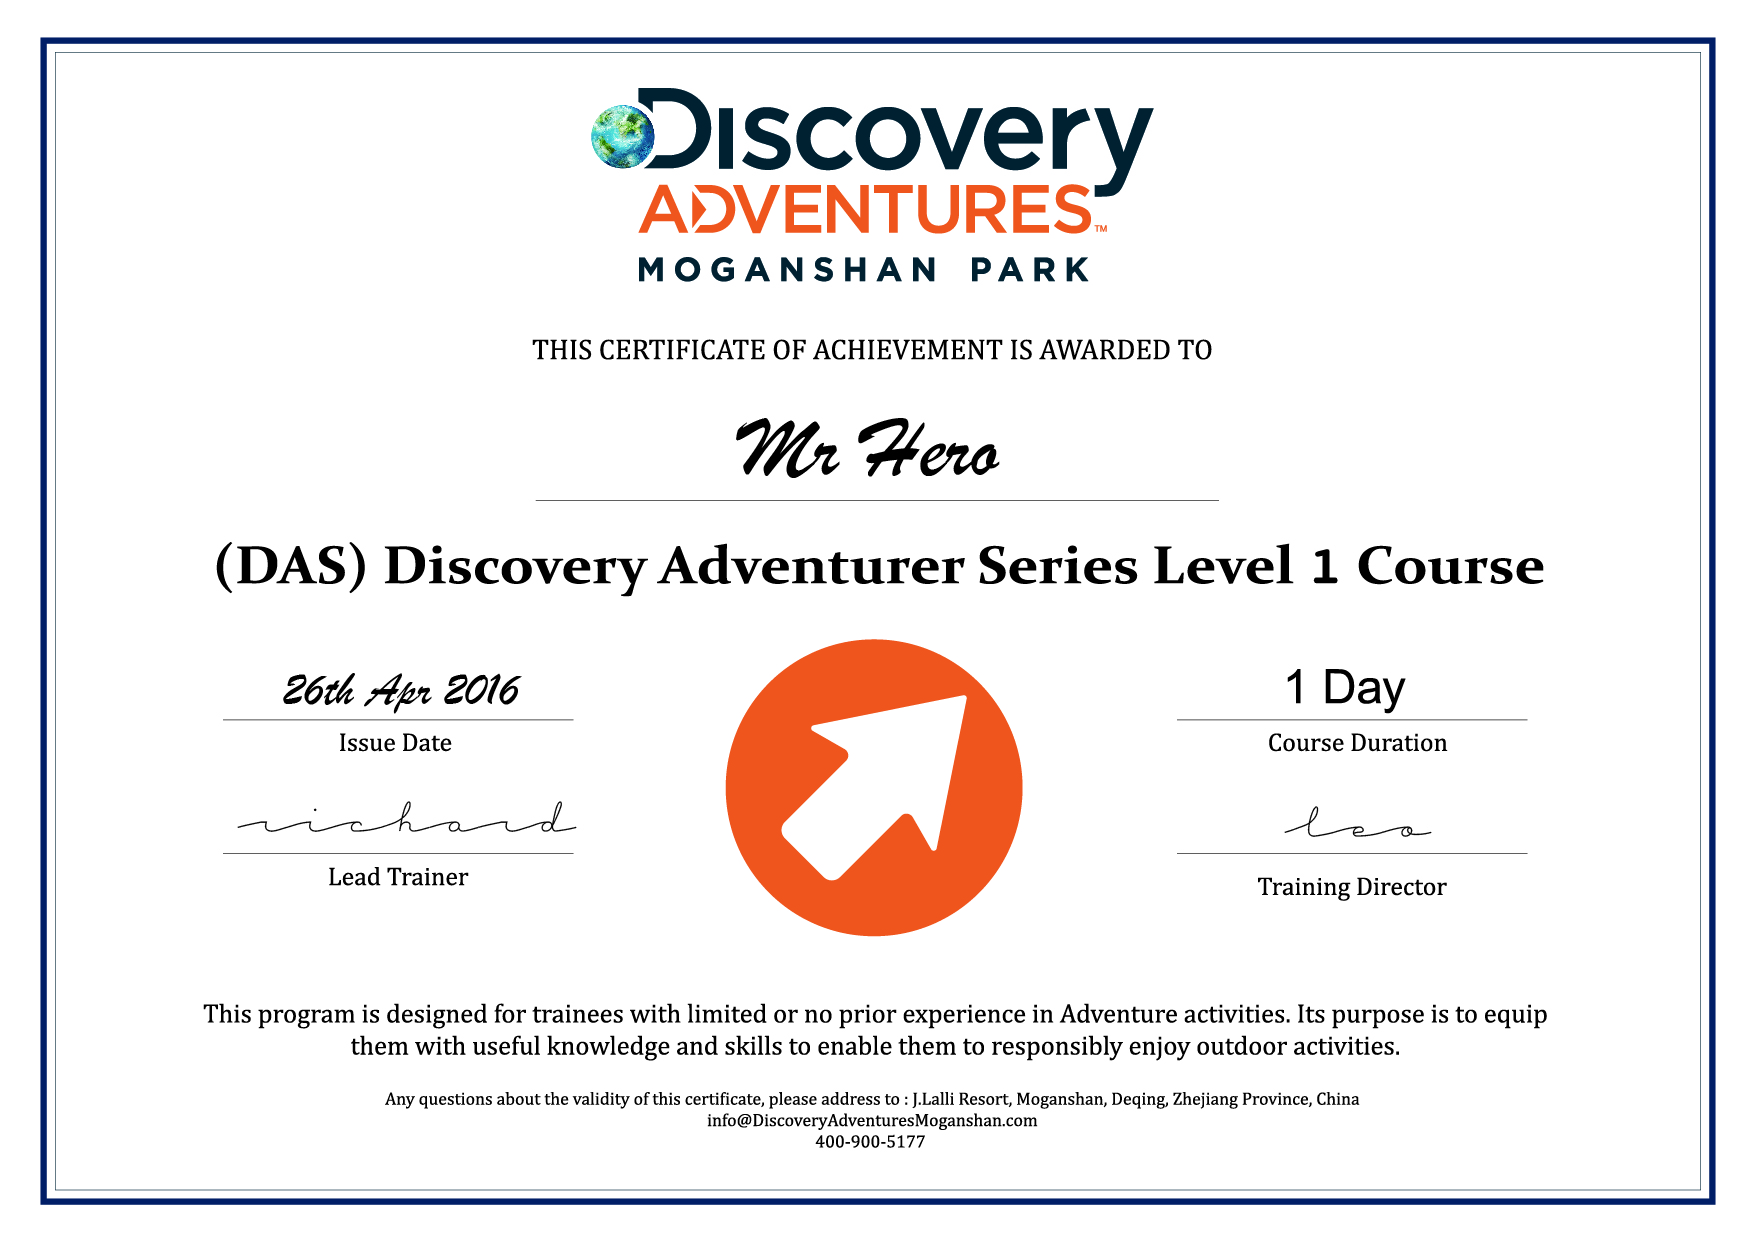 Discovery
ADVENTURES™
MOGANSHAN PARK
THIS CERTIFICATE OF ACHIEVEMENT IS AWARDED TO
Mr Hero
(DAS) Discovery Adventurer Series Level 1 Course
26th Apr 2016
Issue Date
1 Day
Course Duration
richard
Lead Trainer
leo
Training Director
This program is designed for trainees with limited or no prior experience in Adventure activities. Its purpose is to equip
them with useful knowledge and skills to enable them to responsibly enjoy outdoor activities.
Any questions about the validity of this certificate, please address to : J.Lalli Resort, Moganshan, Deqing, Zhejiang Province, China
info@DiscoveryAdventuresMoganshan.com
400-900-5177